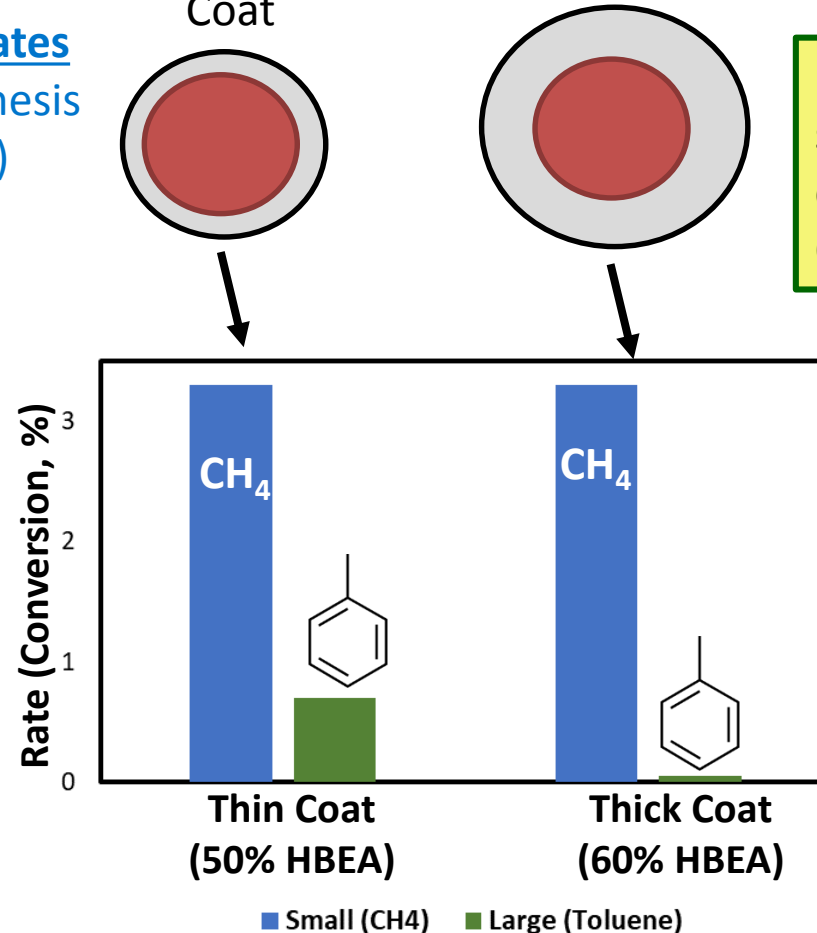 Coat
ates
nesis
)
Rate (Conversion, %)
3
2
1
0
CH₄
CH₄
Thin Coat
(50% HBEA)
Thick Coat
(60% HBEA)
Small (CH4)
Large (Toluene)